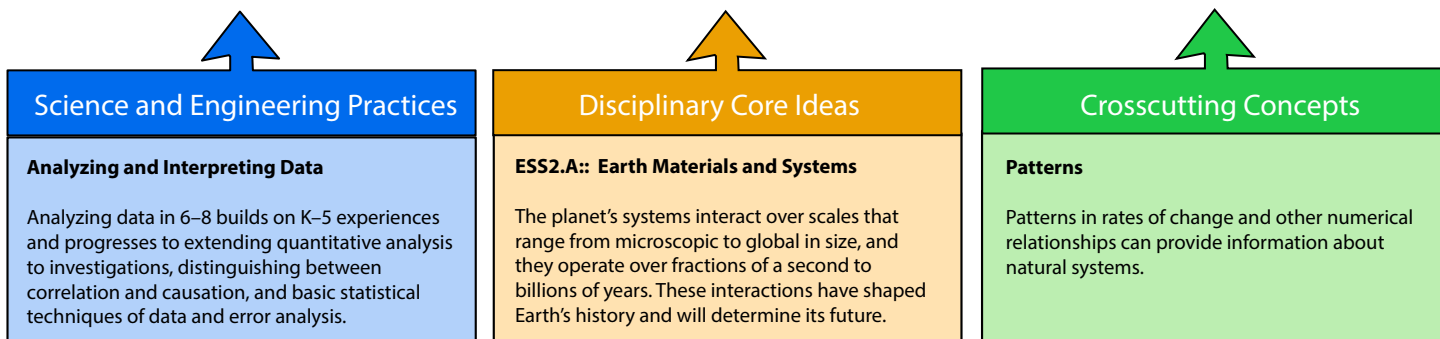 Science and Engineering Practices
Analyzing and Interpreting Data
Analyzing data in 6–8 builds on K–5 experiences
and progresses to extending quantitative analysis
to investigations, distinguishing between
correlation and causation, and basic statistical
techniques of data and error analysis.
Disciplinary Core Ideas
ESS2.A:: Earth Materials and Systems
The planet’s systems interact over scales that
range from microscopic to global in size, and
they operate over fractions of a second to
billions of years. These interactions have shaped
Earth’s history and will determine its future.
Crosscutting Concepts
Patterns
Patterns in rates of change and other numerical
relationships can provide information about
natural systems.